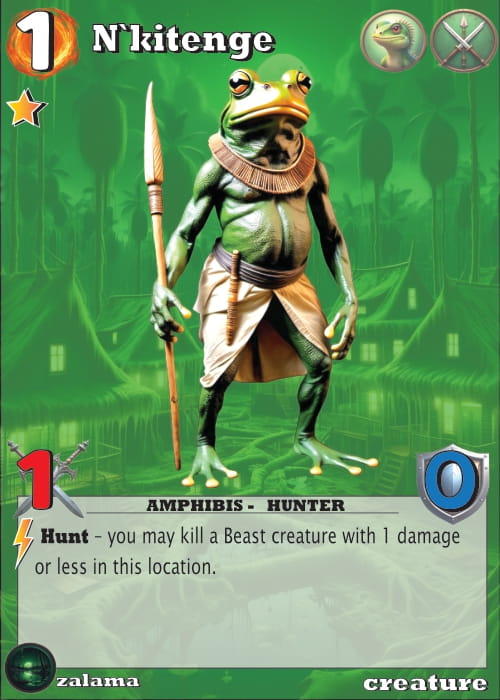 1 N`kitenge
1 0
AMPHIBIS - HUNTER
Hunt – you may kill a Beast creature with 1 damage
or less in this location.
zalama creature